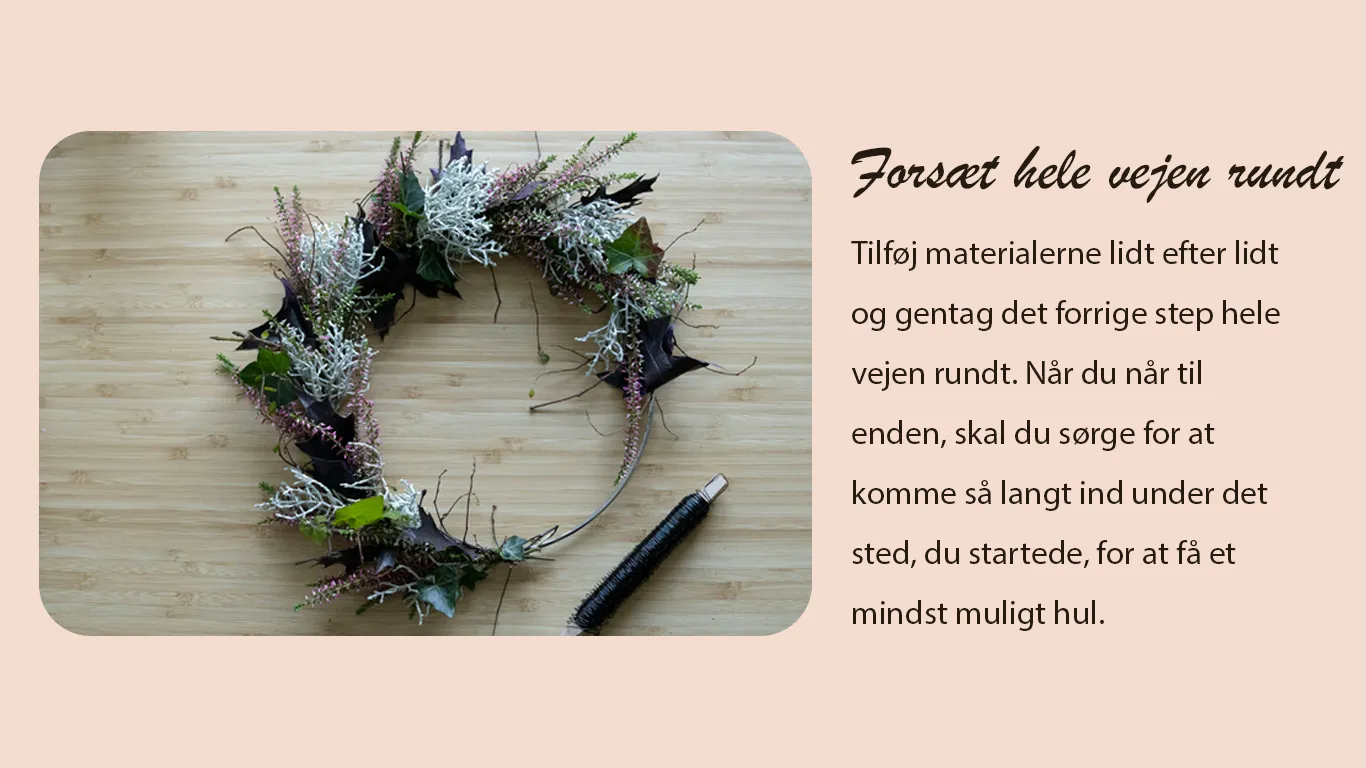 Forsæt hele vejen rundt
Tilføj materialerne lidt efter lidt
og gentag det forrige step hele
vejen rundt. Når du når til
enden, skal du sørge for at
komme så langt ind under det
sted, du startede, for at få et
mindst muligt hul.